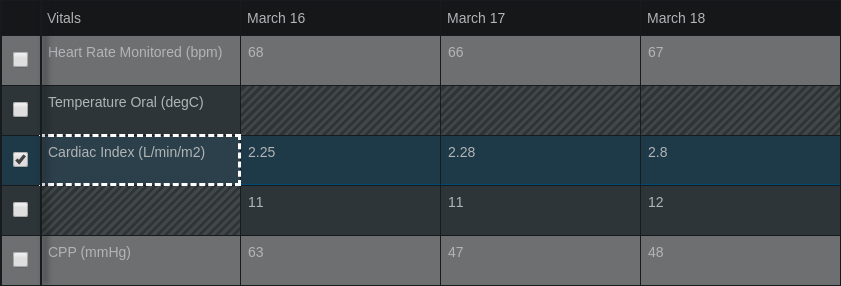 Vitals March 16 March 17 March 18
Heart Rate Monitored (bpm) 68 66 67
Temperature Oral (degC)
Cardiac Index (L/min/m2) 2.25 2.28 2.8
11 11 12
CPP (mmHg) 63 47 48